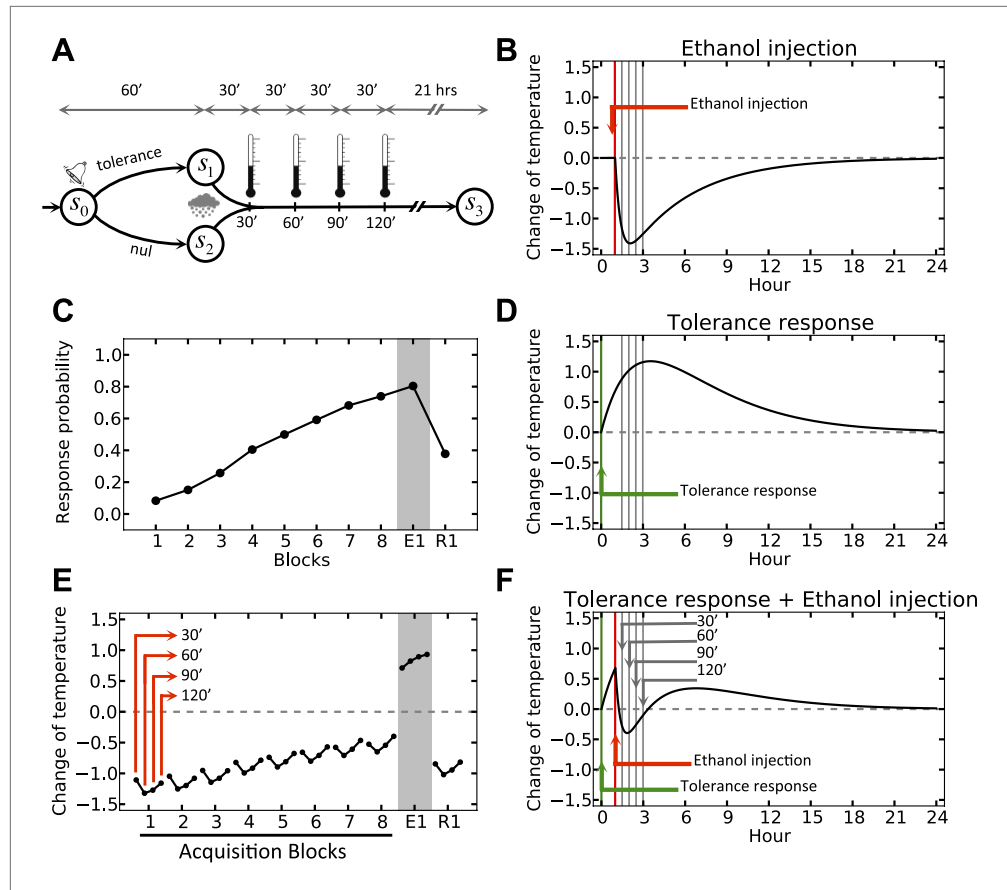 A
60’ 30’ 30’ 30’ 30’ 21 hrs
tolerance
S0 S1 S2 S3
nul
30’ 60’ 90’ 120’
B
Ethanol injection
Change of temperature
1.5
1.0
0.5
0.0
−0.5
−1.0
−1.5
Ethanol injection
0 3 6 9 12 15 18 21 24
Hour
C
Response probability
1.0
0.8
0.6
0.4
0.2
0.0
1 2 3 4 5 6 7 8 E1 R1
Blocks
D
Tolerance response
Change of temperature
1.5
1.0
0.5
0.0
−0.5
−1.0
−1.5
Tolerance response
0 3 6 9 12 15 18 21 24
Hour
E
Change of temperature
1.5
1.0
0.5
0.0
−0.5
−1.0
−1.5
30’
60’
90’
120’
1 2 3 4 5 6 7 8 E1 R1
Acquisition Blocks
F
Tolerance response + Ethanol injection
Change of temperature
1.5
1.0
0.5
0.0
−0.5
−1.0
−1.5
30’
60’
90’
120’
Ethanol injection
Tolerance response
0 3 6 9 12 15 18 21 24
Hour